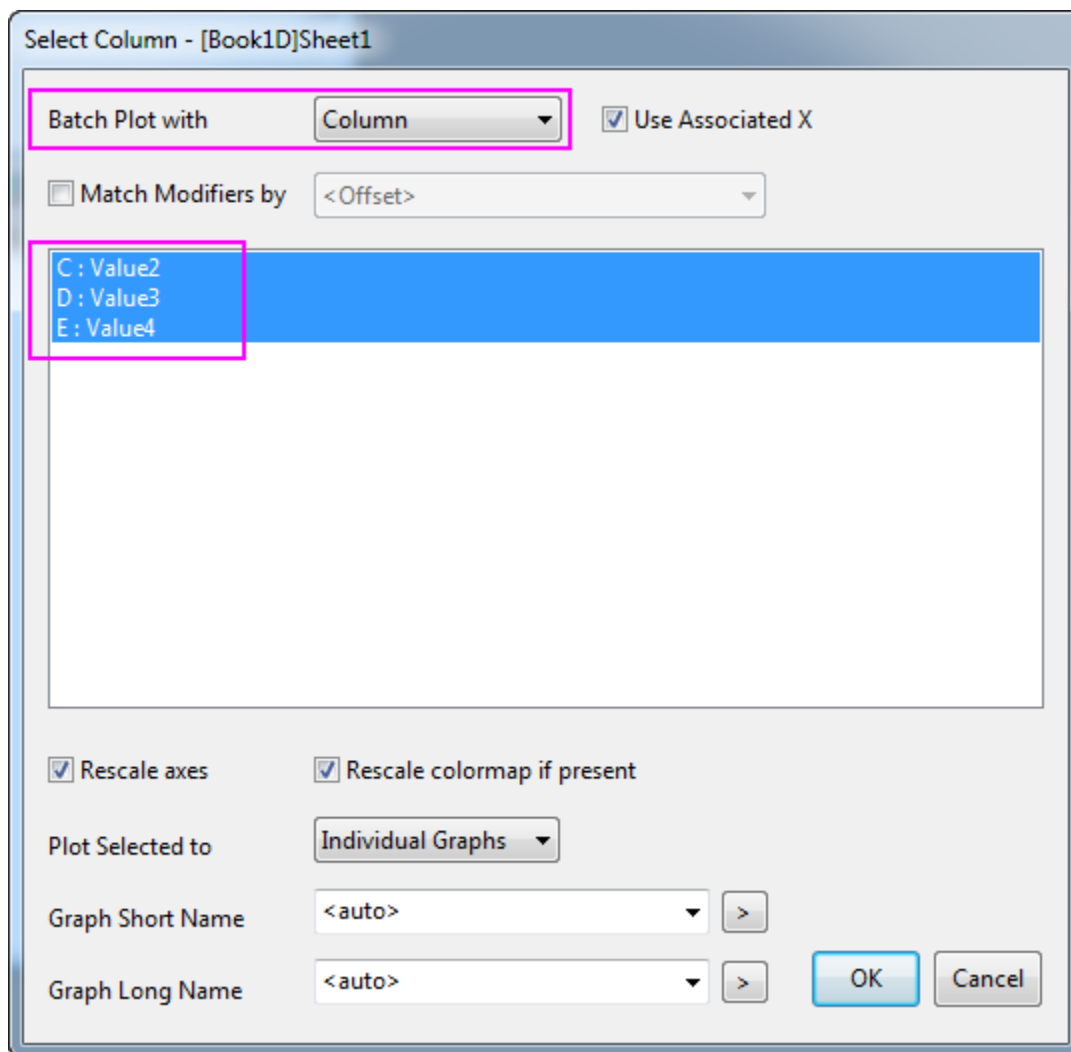 Select Column - [Book1D]Sheet1
Batch Plot with Column Use Associated X
Match Modifiers by <Offset>
C : Value2
D : Value3
E : Value4
Rescale axes Rescale colormap if present
Plot Selected to Individual Graphs
Graph Short Name <auto> >
Graph Long Name <auto> > OK Cancel